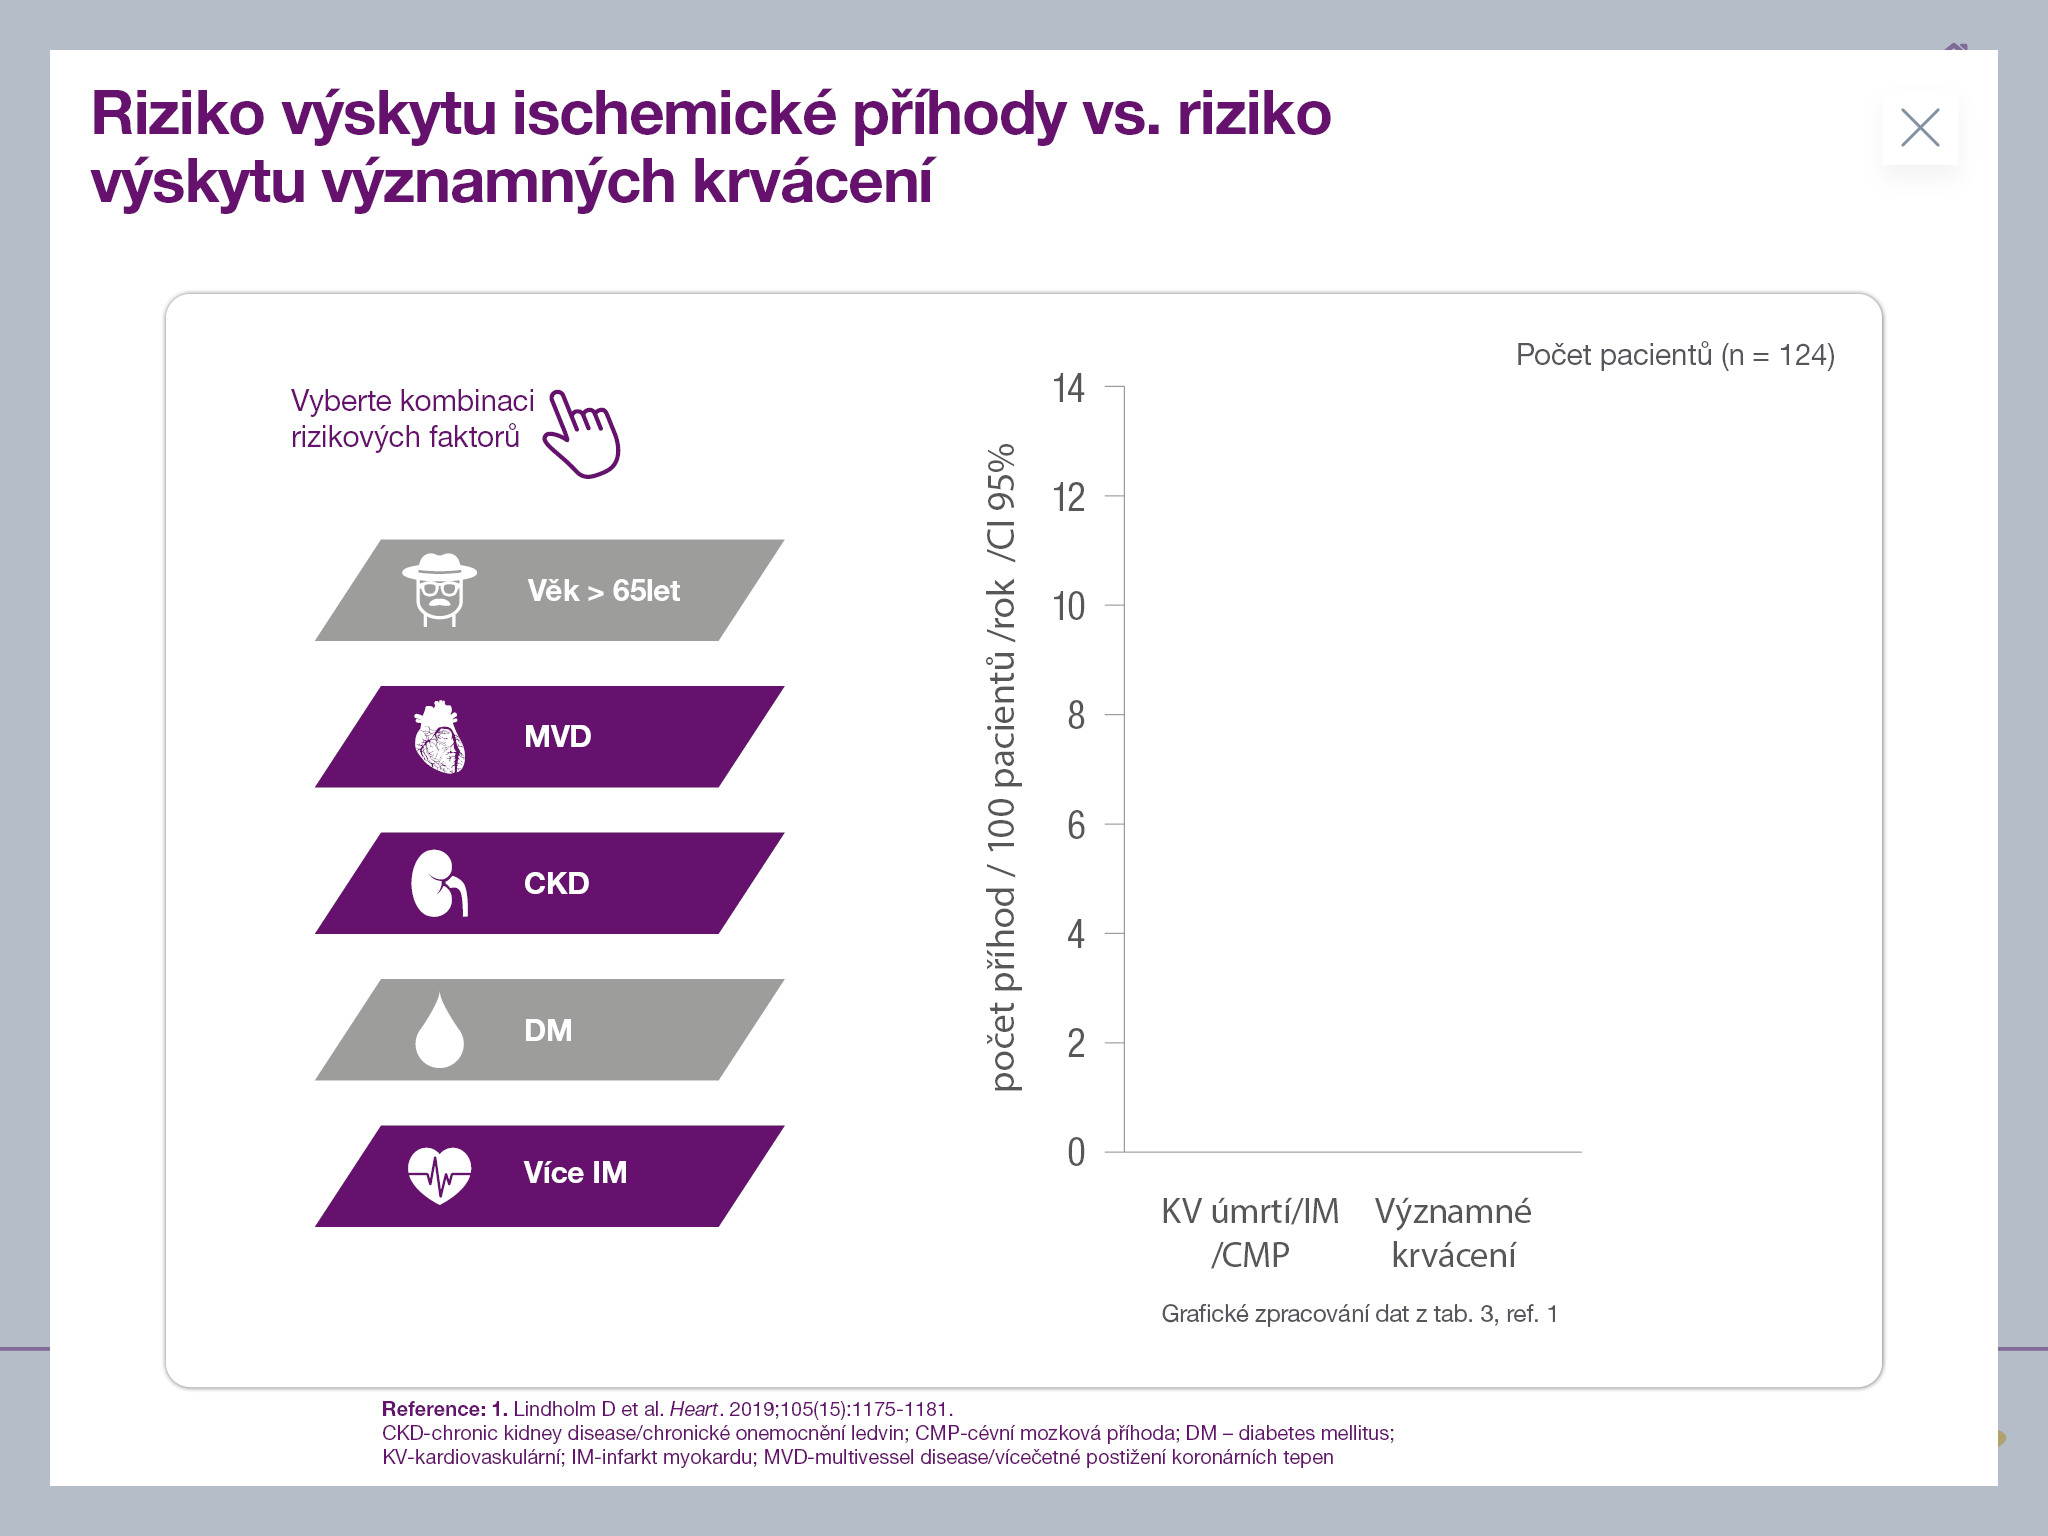 Riziko výskytu ischemické příhody vs. riziko
výskytu významných krvácení
Vyberte kombinaci
rizikových faktorů
Věk > 65let
MVD
CKD
DM
Více IM
Počet pacientů (n = 124)
počet příhod / 100 pacientů /rok /CI 95%
14
12
10
8
6
4
2
0
KV úmrtí/IM
/CMP
Významné
krvácení
Grafické zpracování dat z tab. 3, ref. 1
Reference: 1. Lindholm D et al. Heart. 2019;105(15):1175-1181.
CKD-chronic kidney disease/chronické onemocnění ledvin; CMP-cévní mozková příhoda; DM – diabetes mellitus;
KV-kardiovaskulární; IM-infarkt myokardu; MVD-multivessel disease/vícečetné postižení koronárních tepen